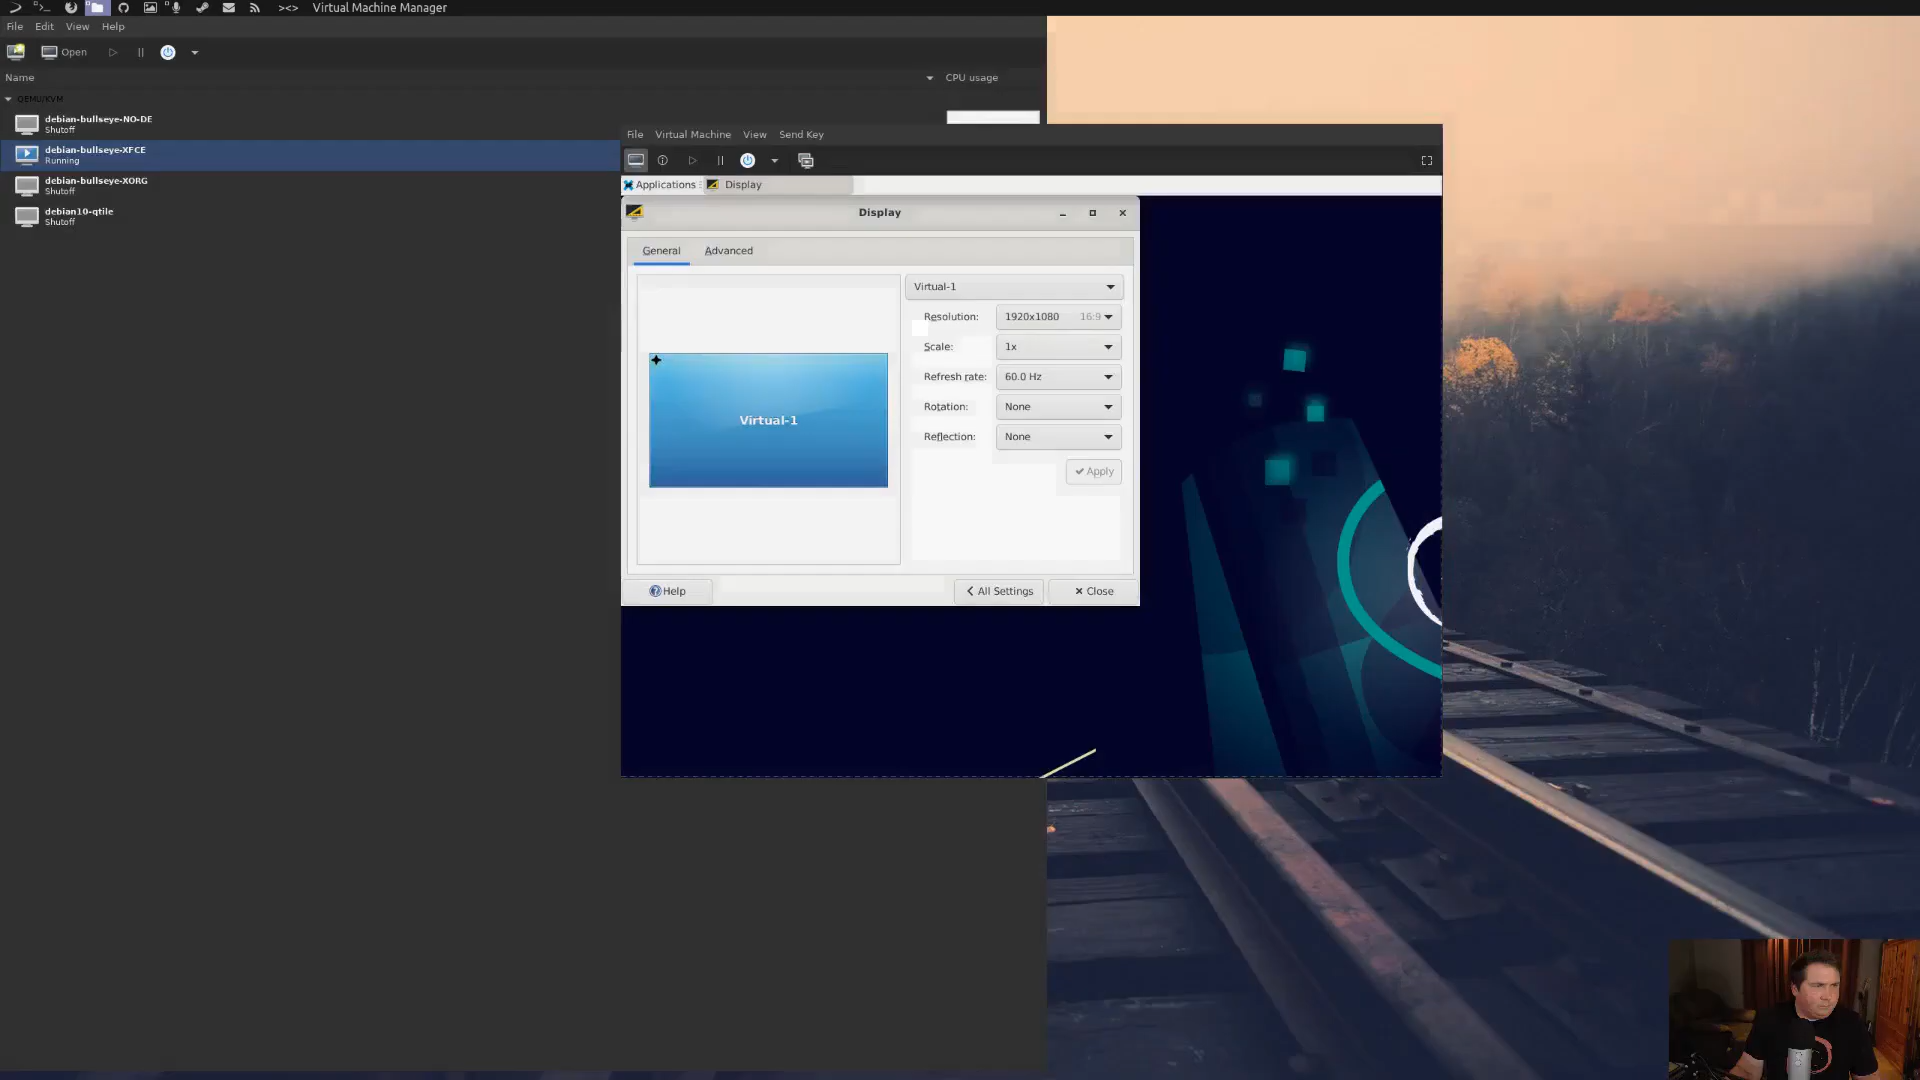 ><> Virtual Machine Manager
File Edit View Help
Open
Name CPU usage
QEMU/KVM
debian-bullseye-NO-DE
Shutoff
debian-bullseye-XFCE
Running
debian-bullseye-XORG
Shutoff
debian10-qtile
Shutoff
File Virtual Machine View Send Key
Applications Display
Display
General Advanced
Virtual-1
Virtual-1
Resolution: 1920x1080 16:9
Scale: 1x
Refresh rate: 60.0 Hz
Rotation: None
Reflection: None
Apply
Help All Settings Close